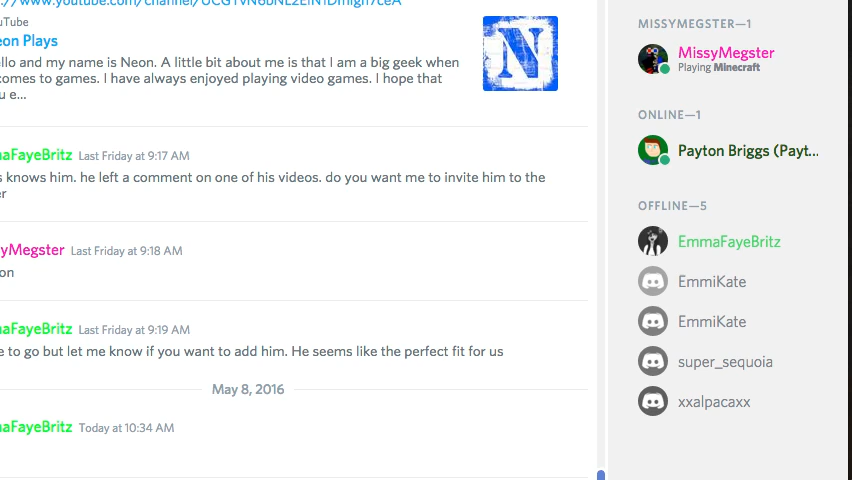 ://www.youtube.com/channel/
uTube
eon Plays
llo and my name is Neon. A little bit about me is that I am a big geek when
comes to games. I have always enjoyed playing video games. I hope that
u e...
N
maFayeBritz Last Friday at 9:17 AM
s knows him. he left a comment on one of his videos. do you want me to invite him to the
er
syMegster Last Friday at 9:18 AM
on
maFayeBritz Last Friday at 9:19 AM
e to go but let me know if you want to add him. He seems like the perfect fit for us
May 8, 2016
maFayeBritz Today at 10:34 AM
MISSYMEGSTER—1
MissyMegster
Playing Minecraft
ONLINE—1
Payton Briggs (Payt...
OFFLINE—5
EmmaFayeBritz
EmmiKate
EmmiKate
super_sequoia
xxalpacaxx